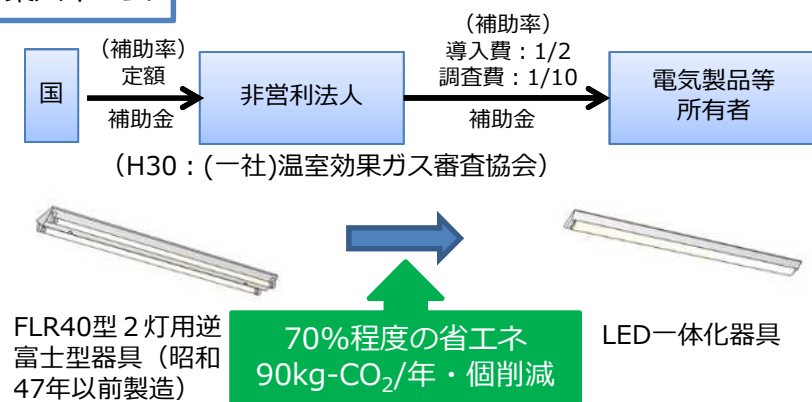 国
（補助率）
定額
補助金
非営利法人
（補助率）
導入費：1/2
調査費：1/10
補助金
電気製品等
所有者
（H30：(一社)温室効果ガス審査協会）
FLR40型２灯用逆
富士型器具（昭和
47年以前製造）
70%程度の省エネ
90kg-CO₂/年・個削減
LED一体化器具